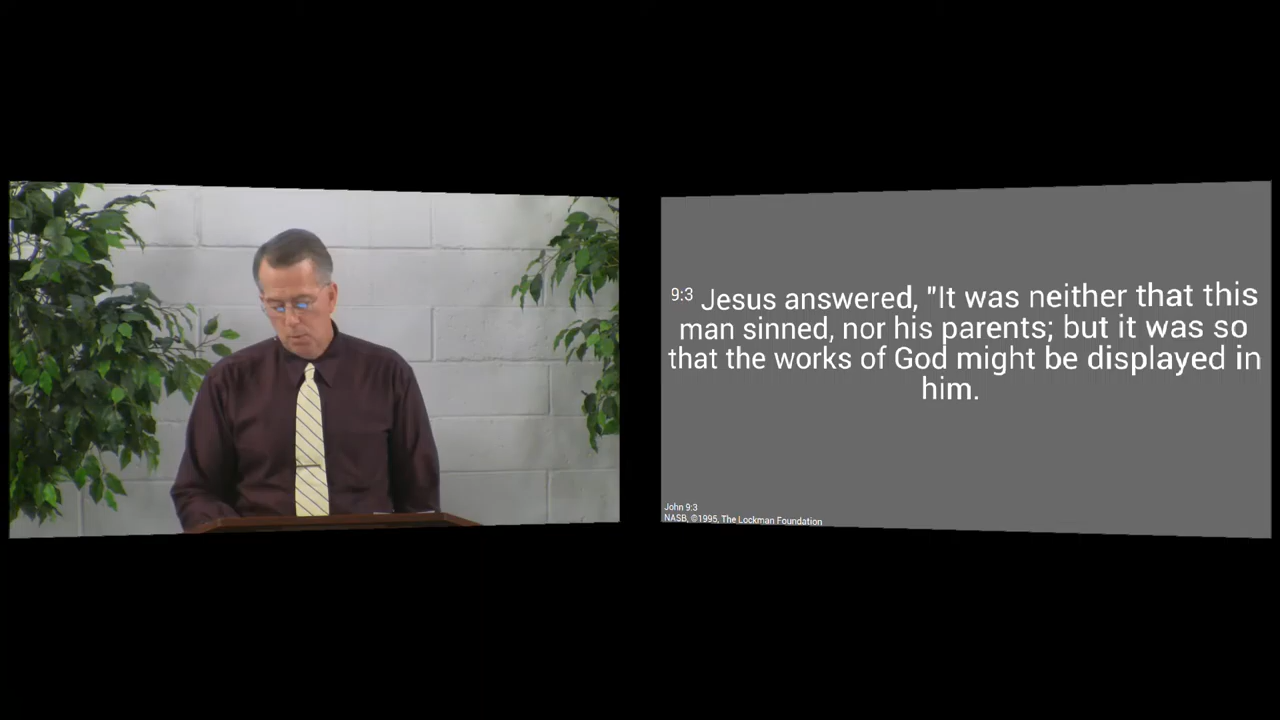 9:3 Jesus answered, "It was neither that this
man sinned, nor his parents; but it was so
that the works of God might be displayed in
him.
John 9:3
NASB, ©1995, The Lockman Foundation